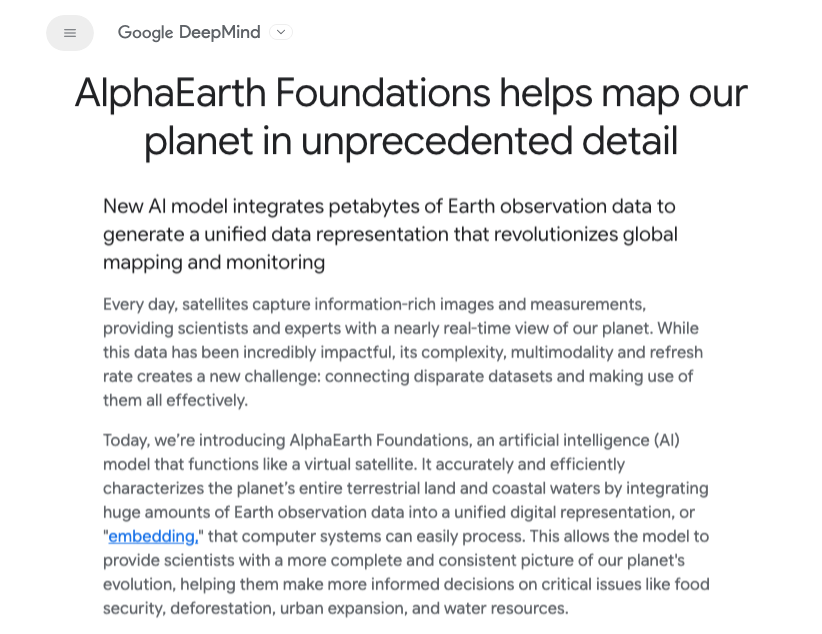 Google DeepMind
AlphaEarth Foundations helps map our
planet in unprecedented detail
New AI model integrates petabytes of Earth observation data to
generate a unified data representation that revolutionizes global
mapping and monitoring
Every day, satellites capture information-rich images and measurements,
providing scientists and experts with a nearly real-time view of our planet. While
this data has been incredibly impactful, its complexity, multimodality and refresh
rate creates a new challenge: connecting disparate datasets and making use of
them all effectively.
Today, we’re introducing AlphaEarth Foundations, an artificial intelligence (AI)
model that functions like a virtual satellite. It accurately and efficiently
characterizes the planet’s entire terrestrial land and coastal waters by integrating
huge amounts of Earth observation data into a unified digital representation, or
"embedding," that computer systems can easily process. This allows the model to
provide scientists with a more complete and consistent picture of our planet's
evolution, helping them make more informed decisions on critical issues like food
security, deforestation, urban expansion, and water resources.